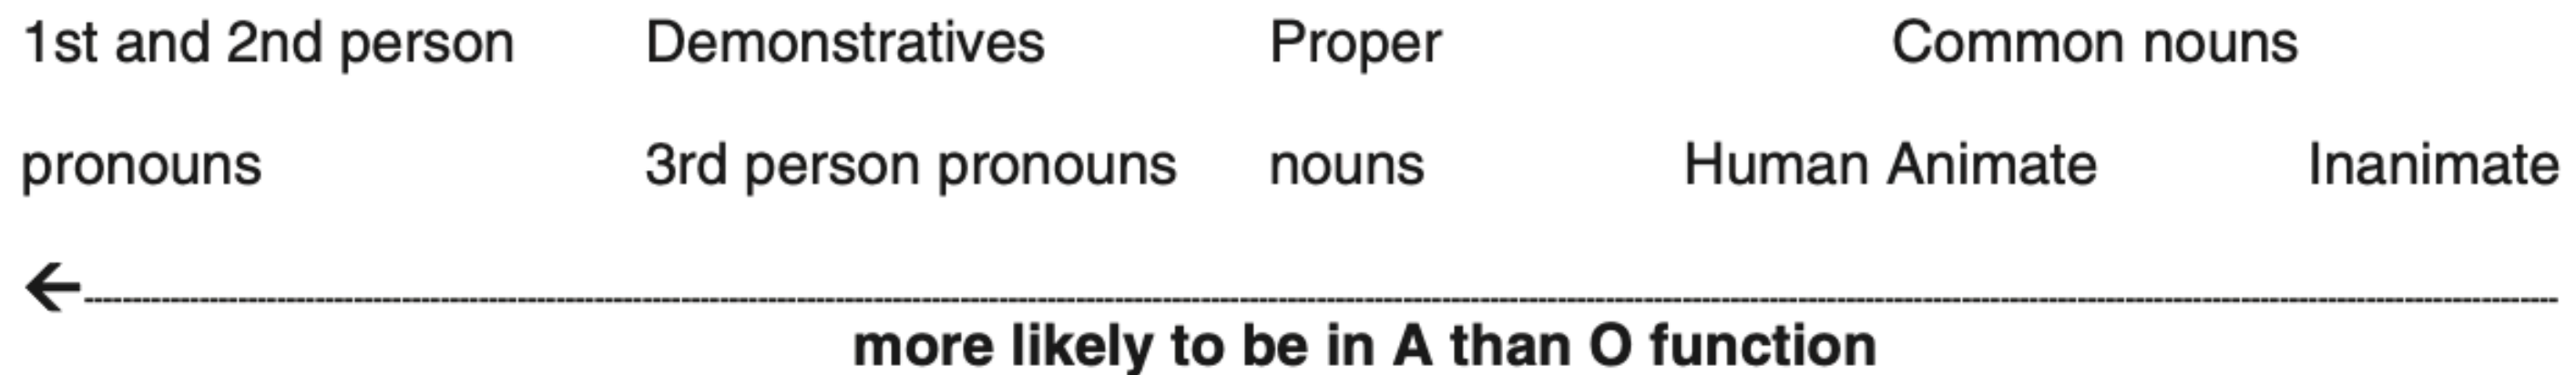 1st and 2nd person Demonstratives Proper Common nouns
pronouns 3rd person pronouns nouns Human Animate Inanimate
more likely to be in A than O function